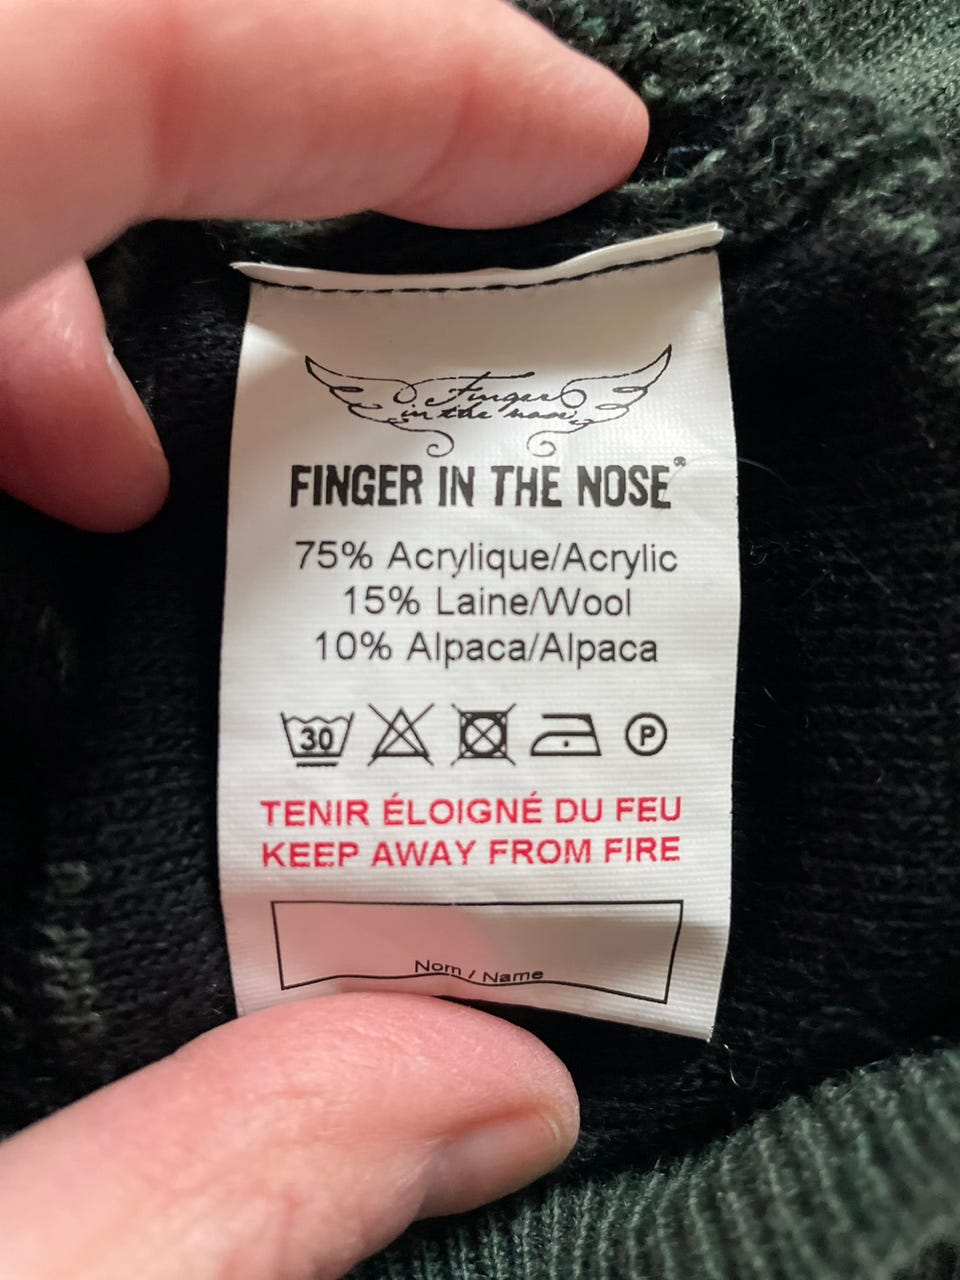 Finger
in the nose
FINGER IN THE NOSE®
75% Acrylique/Acrylic
15% Laine/Wool
10% Alpaca/Alpaca
30
P
TENIR ÉLOIGNÉ DU FEU
KEEP AWAY FROM FIRE
Nom / Name